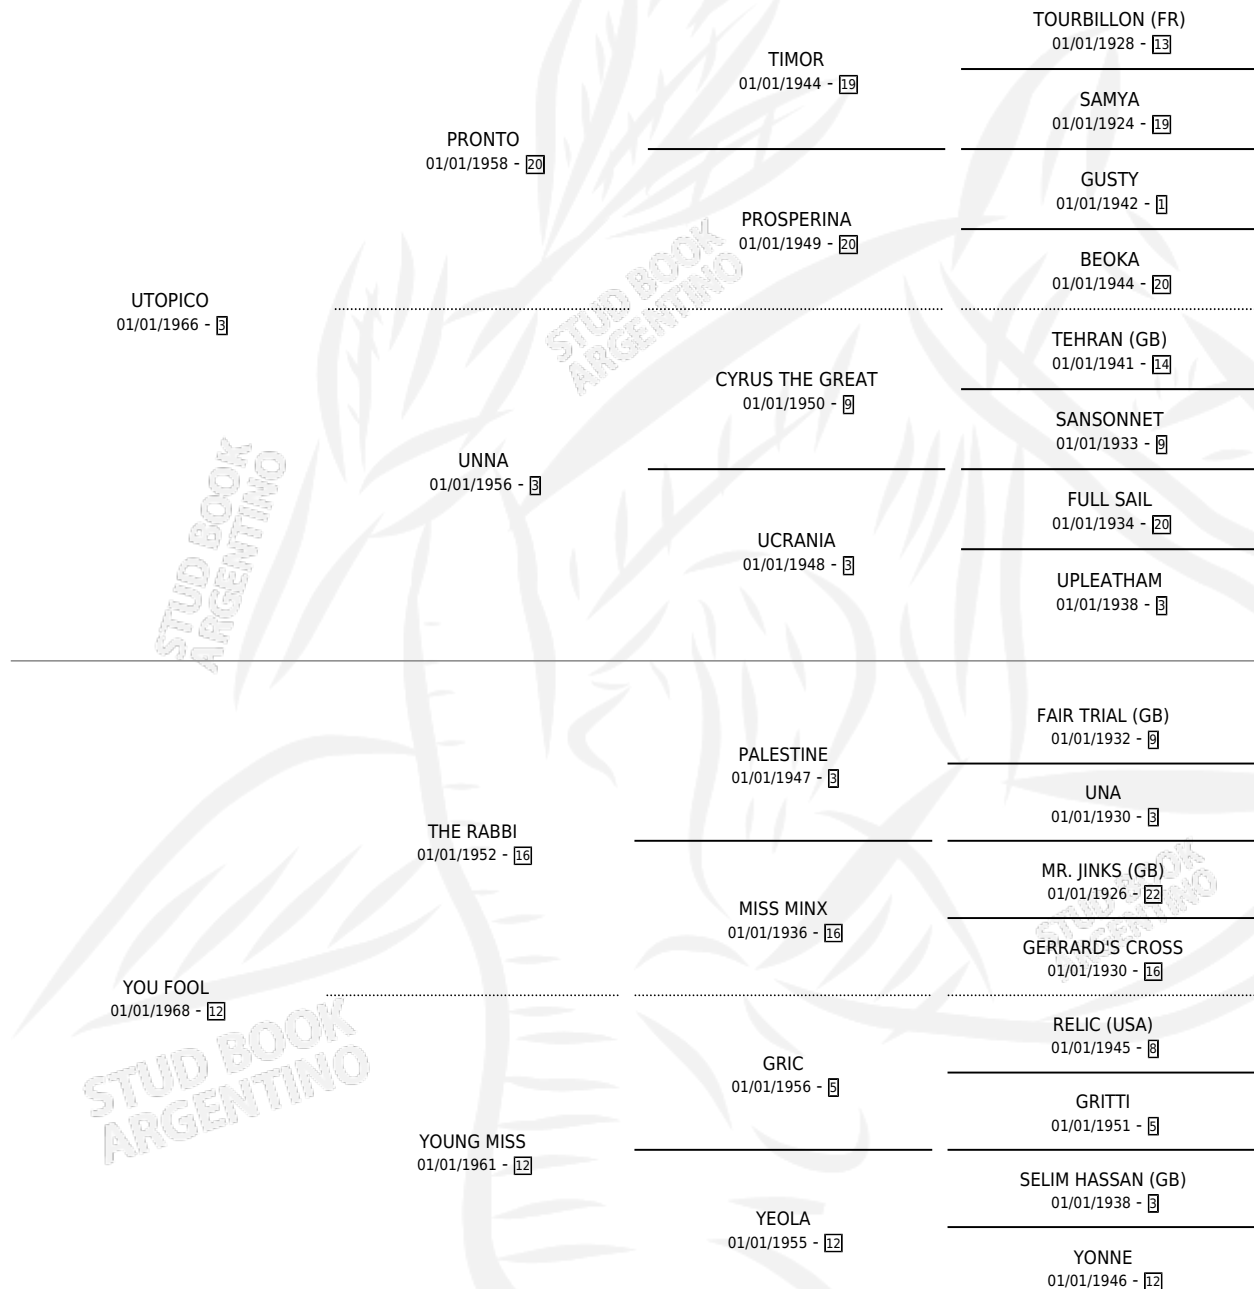 TOURBILLON (FR)
01/01/1928 - 13
TIMOR
01/01/1944 - 19
SAMYA
01/01/1924 - 19
PRONTO
01/01/1958 - 20
GUSTY
01/01/1942 - 1
PROSPERINA
01/01/1949 - 20
BEOKA
01/01/1944 - 20
UTOPICO
01/01/1966 - 3
TEHRAN (GB)
01/01/1941 - 14
CYRUS THE GREAT
01/01/1950 - 9
SANSONNET
01/01/1933 - 9
UNNA
01/01/1956 - 3
FULL SAIL
01/01/1934 - 20
UCRANIA
01/01/1948 - 3
UPLEATHAM
01/01/1938 - 3
FAIR TRIAL (GB)
01/01/1932 - 9
PALESTINE
01/01/1947 - 3
UNA
01/01/1930 - 3
THE RABBI
01/01/1952 - 16
MR. JINKS (GB)
01/01/1926 - 22
MISS MINX
01/01/1936 - 16
GERRARD'S CROSS
01/01/1930 - 16
YOU FOOL
01/01/1968 - 12
RELIC (USA)
01/01/1945 - 8
GRIC
01/01/1956 - 5
GRITTI
01/01/1951 - 5
YOUNG MISS
01/01/1961 - 12
SELIM HASSAN (GB)
01/01/1938 - 3
YEOLA
01/01/1955 - 12
YONNE
01/01/1946 - 12
STUD BOOK
ARGENTINO
STUD BOOK
ARGENTINO
STUD BOOK
ARGENTINO
STUD BOOK
ARGENTINO